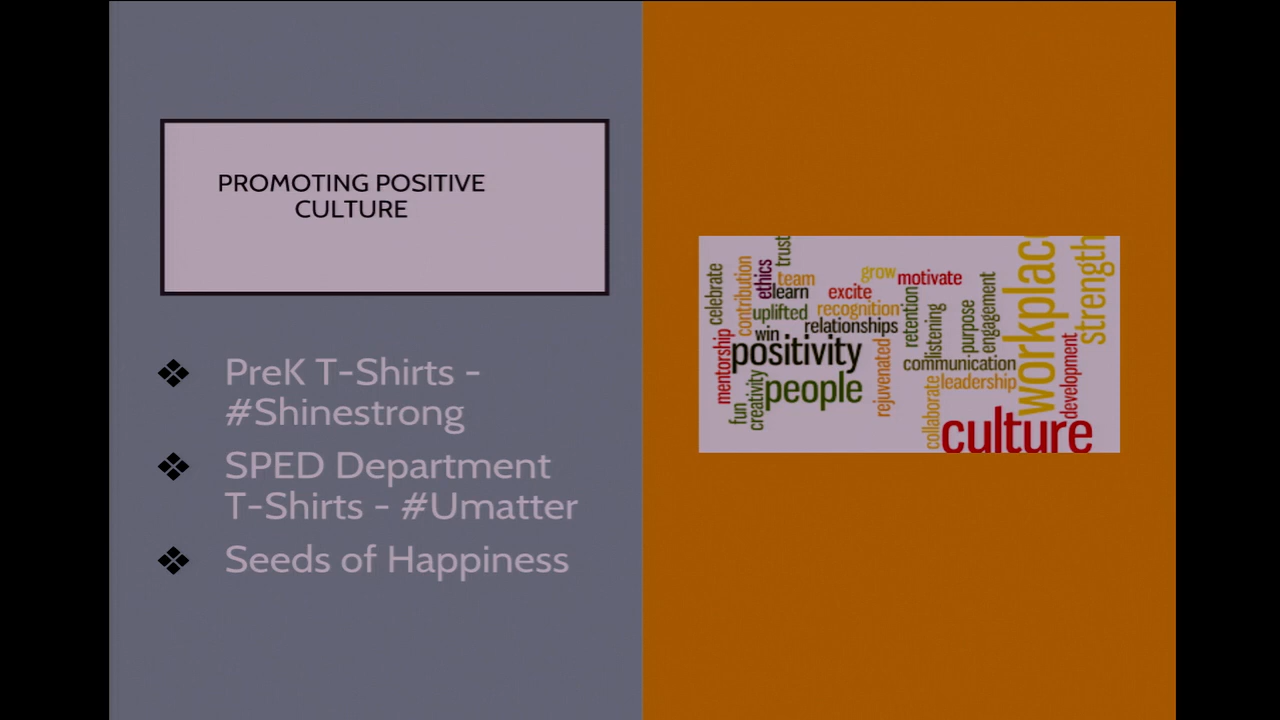 PROMOTING POSITIVE
CULTURE
❖ PreK T-Shirts -
#Shinestrong
❖ SPED Department
T-Shirts - #Umatter
❖ Seeds of Happiness
celebrate
contribution
ethics
trust
team
learn
grow
motivate
excite
uplifted
recognition
win
relationships
mentorship
positivity
people
fun
creativity
rejuvenated
retention
listening
purpose
engagement
communication
collaborate
leadership
workplac
strength
development
culture